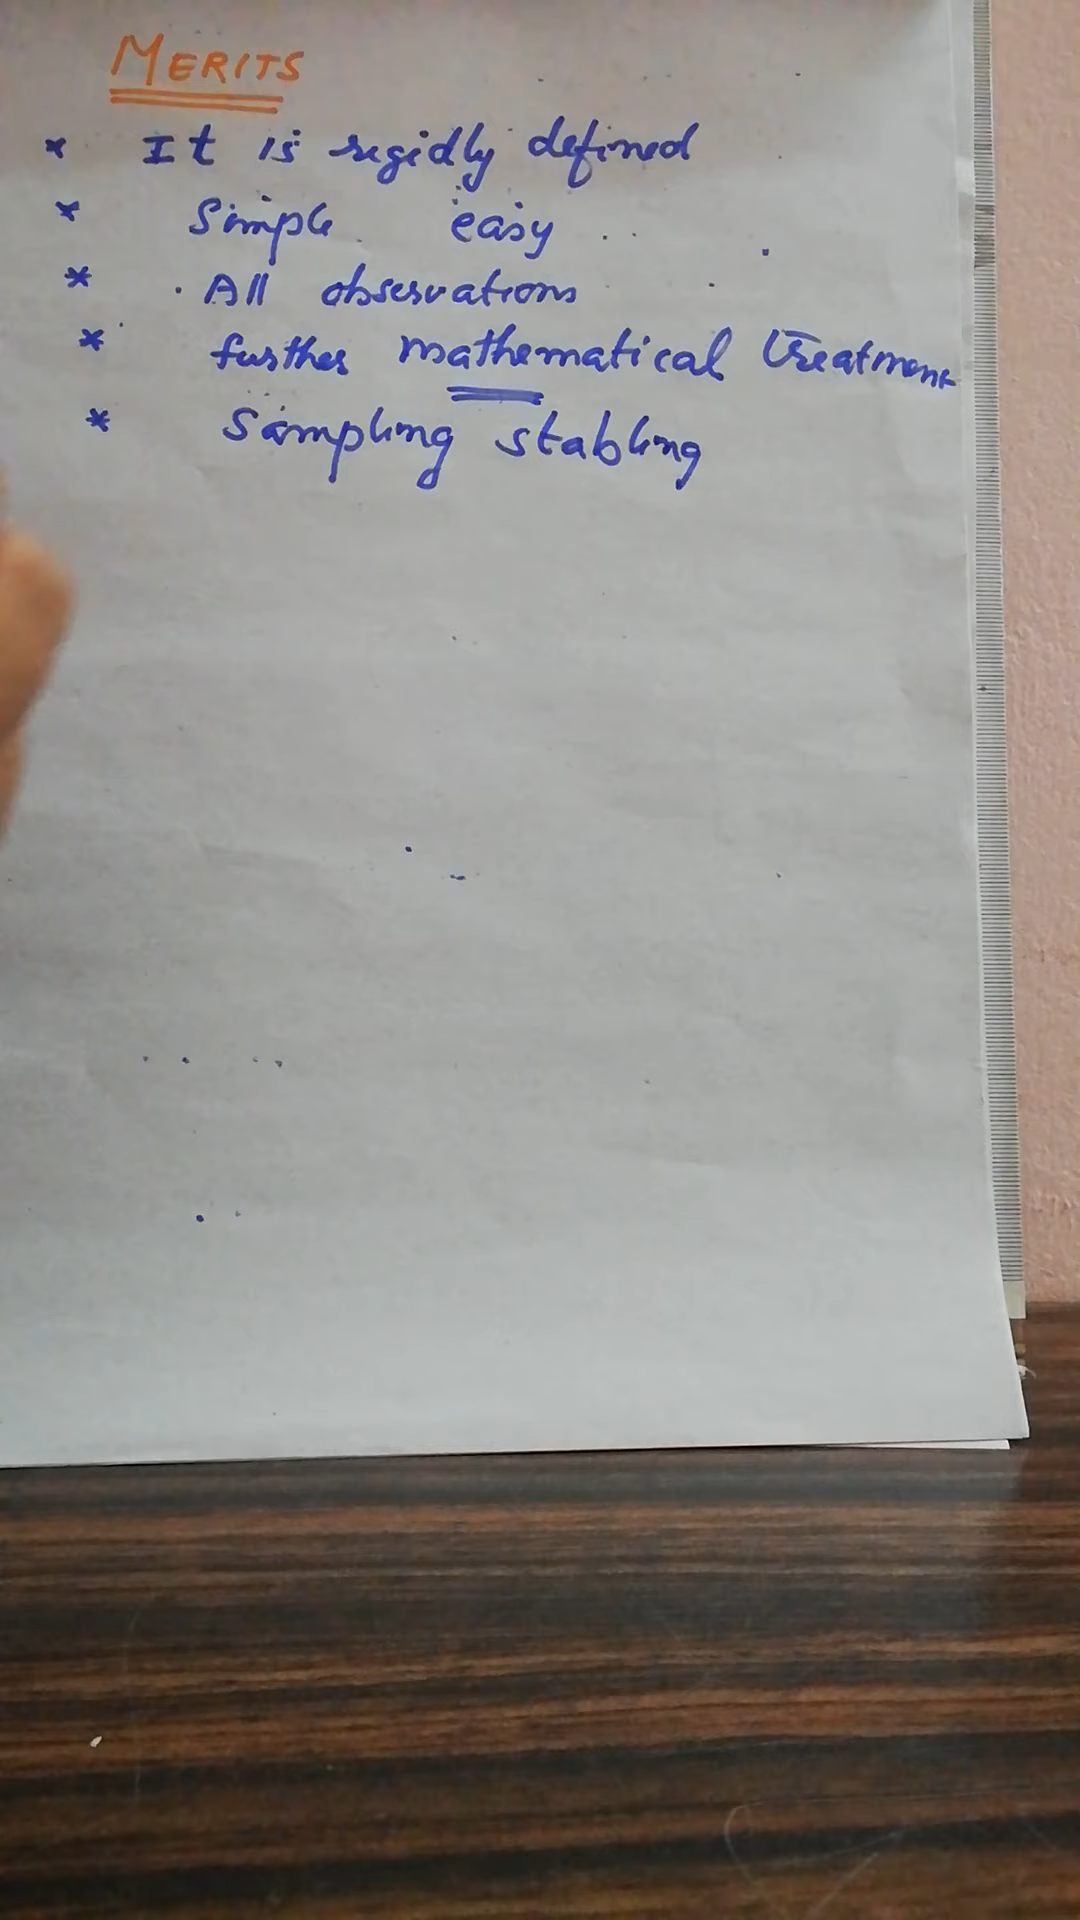 MERITS
* It is rigidly defined
* Simple easy
* All observations
* further mathematical treatment
* Sampling stabling